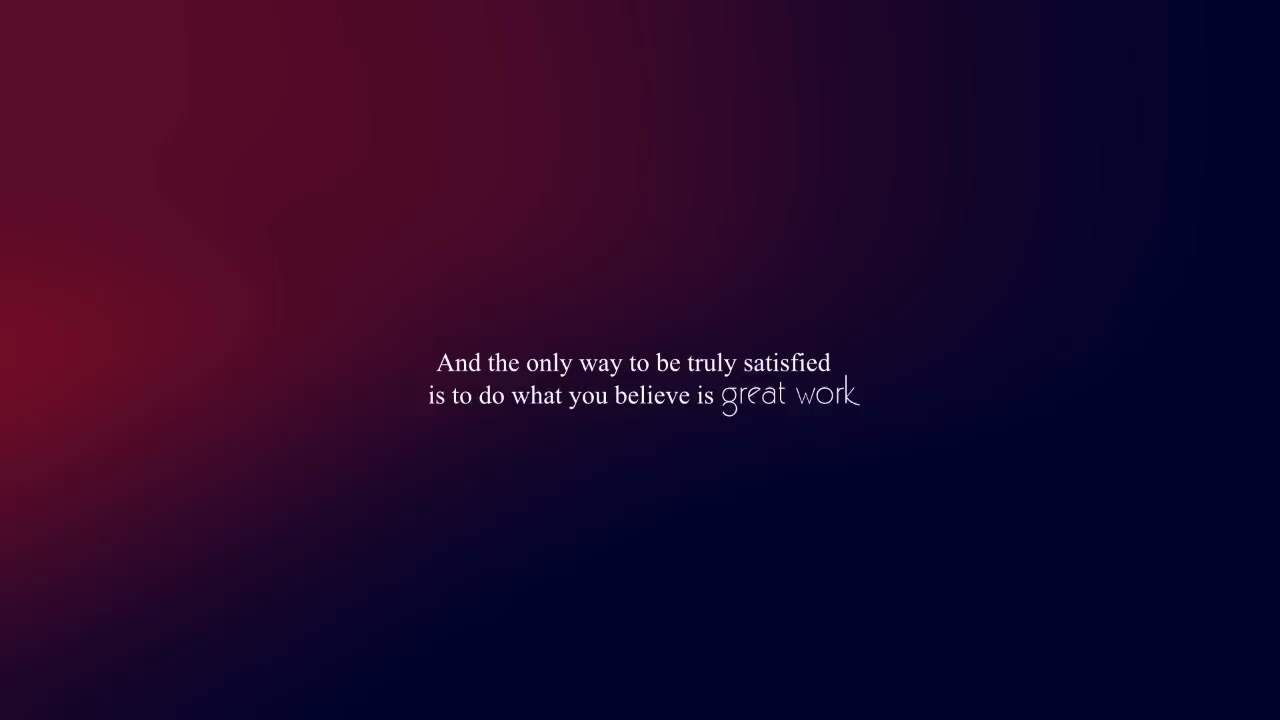 And the only way to be truly satisfied
is to do what you believe is great work